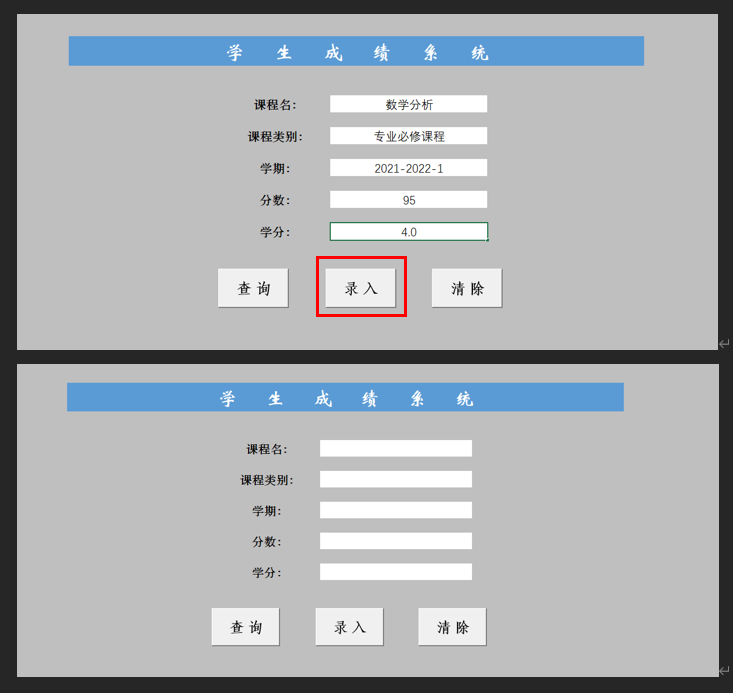 学 生 成 绩 系 统
课程名: 数学分析
课程类别: 专业必修课程
学期: 2021-2022-1
分数: 95
学分: 4.0
查 询 录 入 清 除
学 生 成 绩 系 统
课程名:
课程类别:
学期:
分数:
学分:
查 询 录 入 清 除